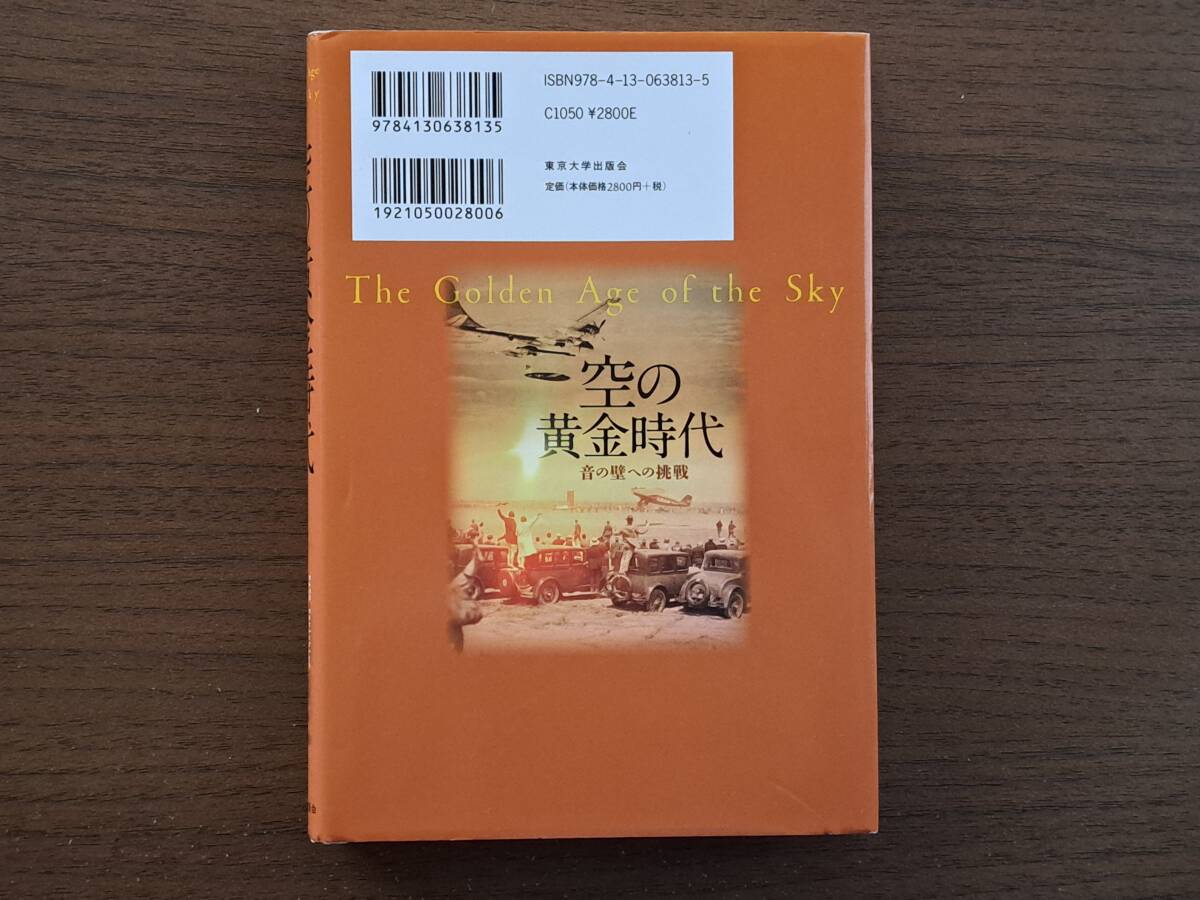 ISBN978-4-13-063813-5
C1050 ¥2800E
9784130638135
東京大学出版会
定価(本体価格2800円+税)
1921050028006
The Golden Age of the Sky
空の
黄金時代
音の壁への挑戦